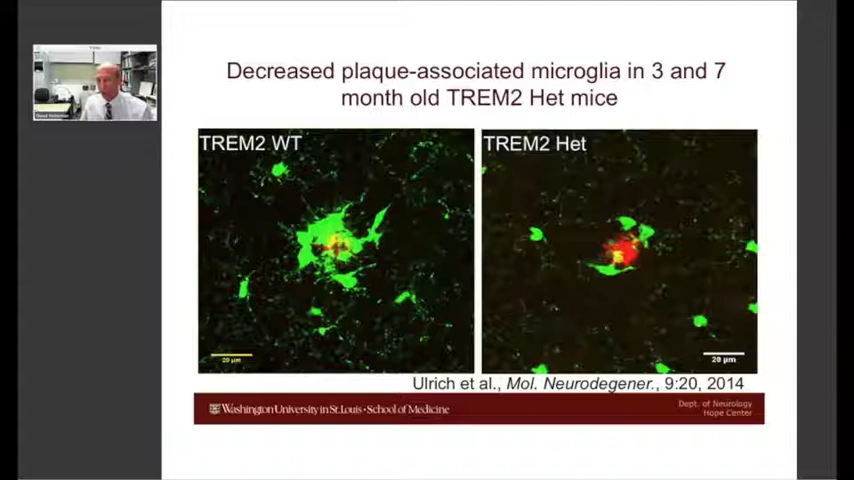 Decreased plaque-associated microglia in 3 and 7
month old TREM2 Het mice
TREM2 WT
TREM2 Het
20 µm
20 µm
Ulrich et al., Mol. Neurodegener., 9:20, 2014
Washington University in St. Louis • School of Medicine
Dept. of Neurology
Hope Center